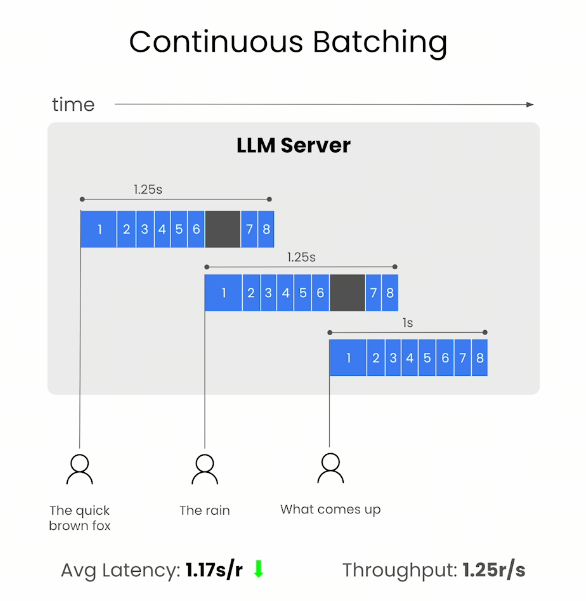 Continuous Batching
time
LLM Server
1.25s
1 2 3 4 5 6 7 8
1.25s
1 2 3 4 5 6 7 8
1s
1 2 3 4 5 6 7 8
The quick
brown fox
The rain
What comes up
Avg Latency: 1.17s/r
Throughput: 1.25r/s